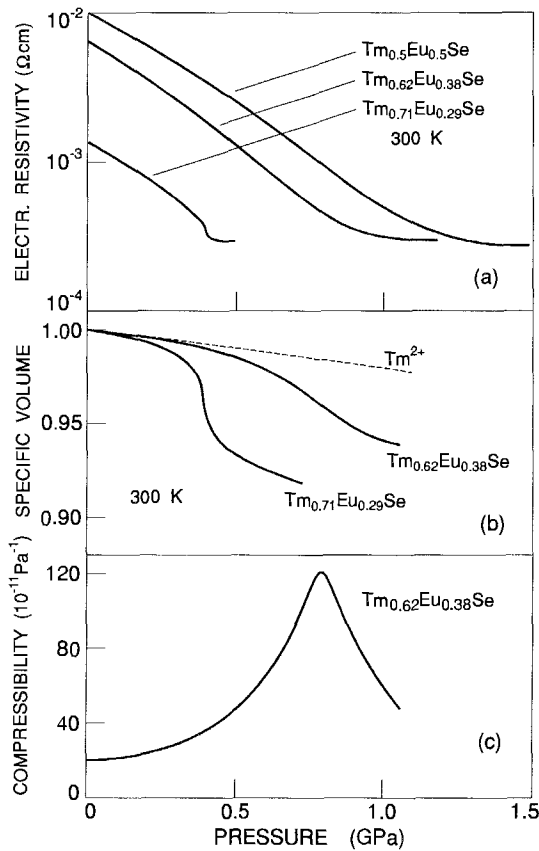 ELECTR. RESISTIVITY (Ωcm)
10⁻²
10⁻³
10⁻⁴
Tm₀.₅Eu₀.₅Se
Tm₀.₆₂Eu₀.₃₈Se
Tm₀.₇₁Eu₀.₂₉Se
300 K
(a)
SPECIFIC VOLUME
1.00
0.95
0.90
Tm²⁺
Tm₀.₆₂Eu₀.₃₈Se
Tm₀.₇₁Eu₀.₂₉Se
300 K
(b)
COMPRESSIBILITY (10⁻¹¹Pa⁻¹)
120
80
40
0
Tm₀.₆₂Eu₀.₃₈Se
(c)
0 0.5 1.0 1.5
PRESSURE (GPa)